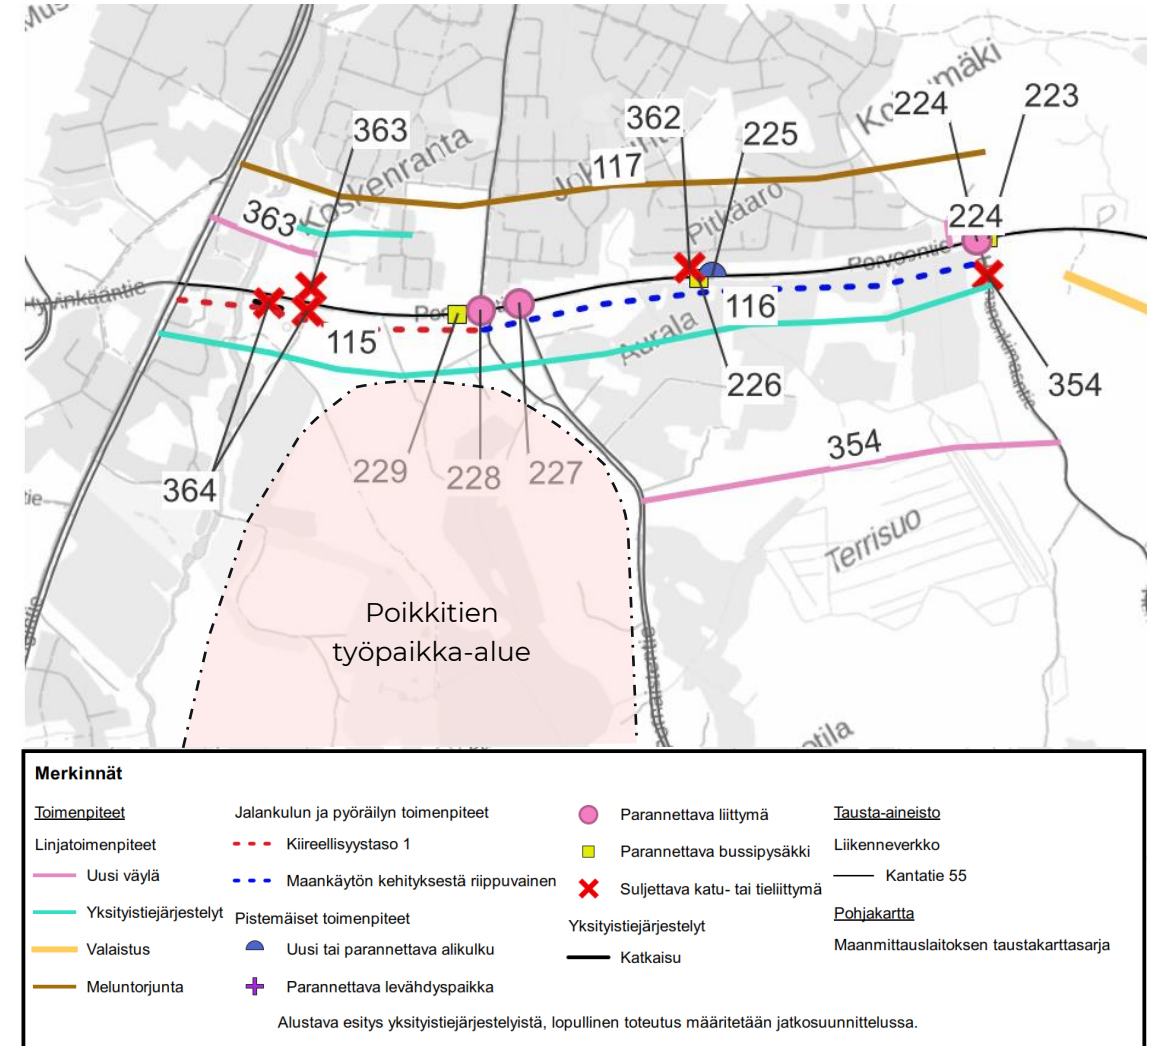 363
Koskenranta
363
117
362
225
Pitkäaro
224
223
224
Hyvinkääntie
Porvoontie
115
116
Aurala
226
354
354
364
229
228
227
Terrisuo
Poikkitien
työpaikka-alue
Merkinnät
Toimenpiteet
Linjatoimenpiteet
Uusi väylä
Yksityistiejärjestelyt
Valaistus
Meluntorjunta
Jalankulun ja pyöräilyn toimenpiteet
Kiireellisyystaso 1
Maankäytön kehityksestä riippuvainen
Pistemäiset toimenpiteet
Uusi tai parannettava alikulku
Parannettava levähdyspaikka
Parannettava liittymä
Parannettava bussipysäkki
Suljettava katu- tai tieliittymä
Yksityistiejärjestelyt
Katkaisu
Tausta-aineisto
Liikenneverkko
Kantatie 55
Pohjakartta
Maanmittauslaitoksen taustakarttasarja
Alustava esitys yksityistiejärjestelyistä, lopullinen toteutus määritetään jatkosuunnittelussa.